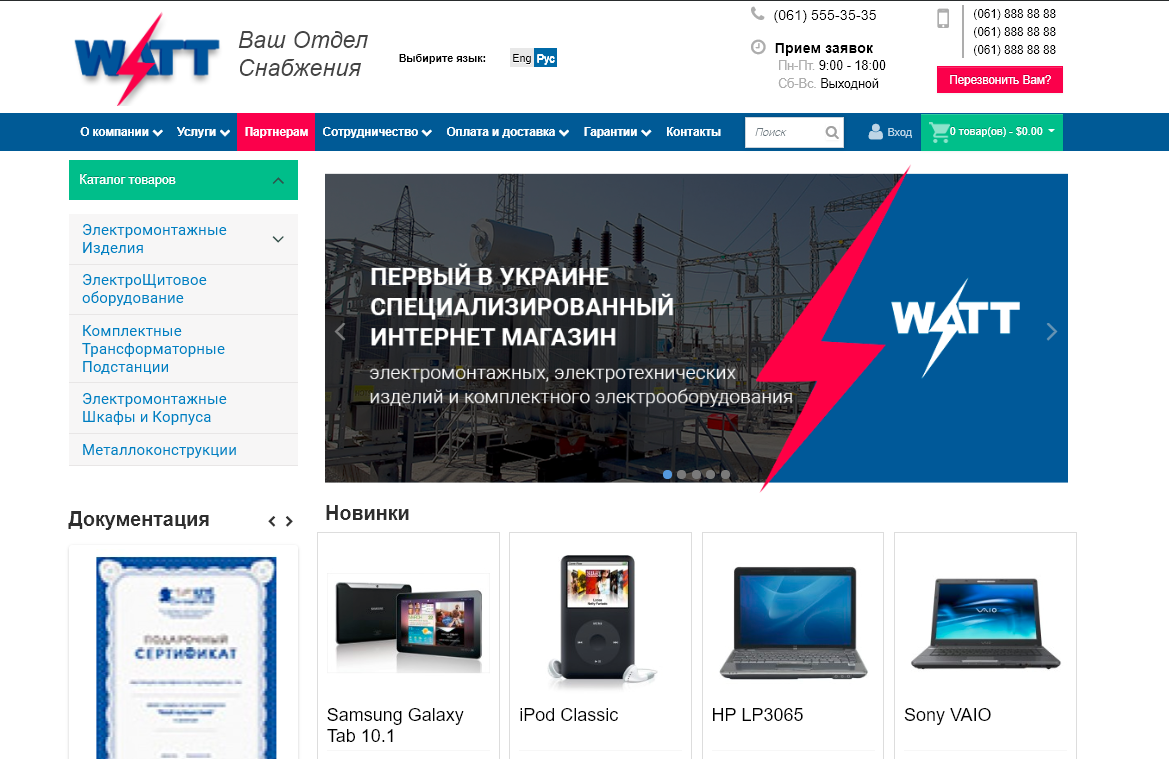 WATT
Ваш Отдел
Снабжения
Выбирите язык:
Eng Рус
(061) 555-35-35
Прием заявок
Пн-Пт. 9:00 - 18:00
Сб-Вс. Выходной
(061) 888 88 88
(061) 888 88 88
(061) 888 88 88
Перезвонить Вам?
О компании Услуги Партнерам Сотрудничество Оплата и доставка Гарантии Контакты
Поиск
Вход
0 товар(ов) - $0.00
Каталог товаров
Электромонтажные
Изделия
ЭлектроЩитовое
оборудование
Комплектные
Трансформаторные
Подстанции
Электромонтажные
Шкафы и Корпуса
Металлоконструкции
ПЕРВЫЙ В УКРАИНЕ
СПЕЦИАЛИЗИРОВАННЫЙ
ИНТЕРНЕТ МАГАЗИН
электромонтажных, электротехнических
изделий и комплектного электрооборудования
WATT
Документация
ПОДАРОЧНЫЙ
СЕРТИФИКАТ
Новинки
Samsung Galaxy
Tab 10.1
iPod Classic
HP LP3065
VAIO
Sony VAIO